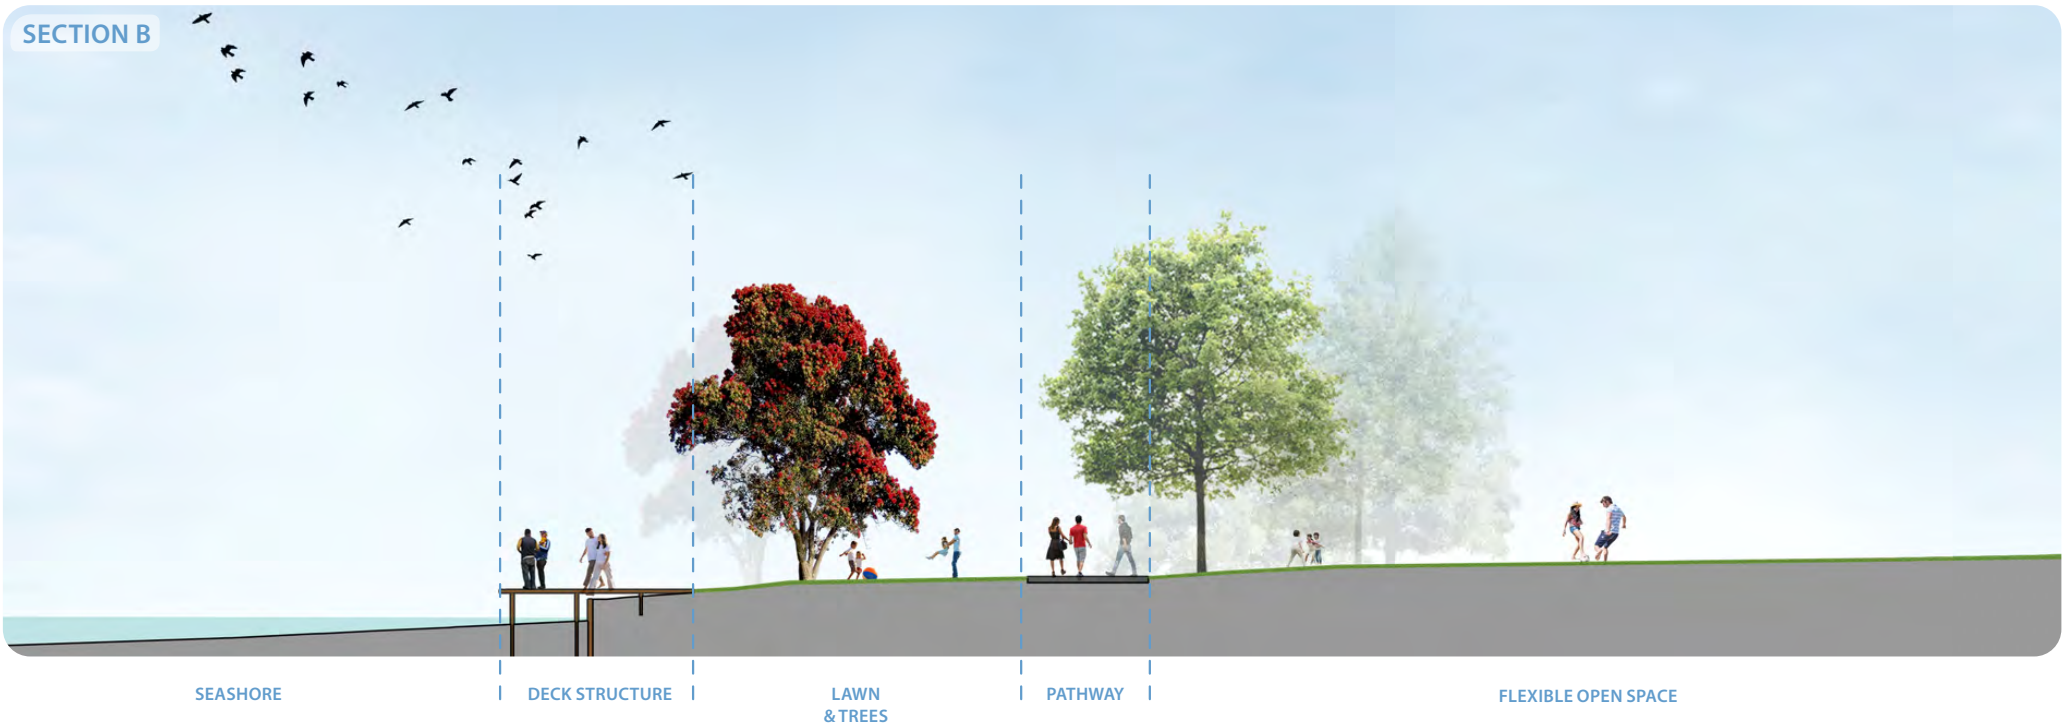 SECTION B
SEASHORE
DECK STRUCTURE
LAWN
& TREES
PATHWAY
FLEXIBLE OPEN SPACE